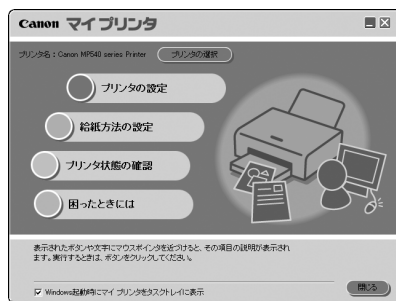 Canon マイプリンタ
プリンタ名：Canon MP540 series Printer プリンタの選択
プリンタの設定
給紙方法の設定
プリンタ状態の確認
困ったときには
表示されたボタンや文字にマウスポインタを近づけると、その項目の説明が表示され
ます。実行するときは、ボタンをクリックしてください。
Windows起動時にマイ プリンタをタスクトレイに表示
閉じる